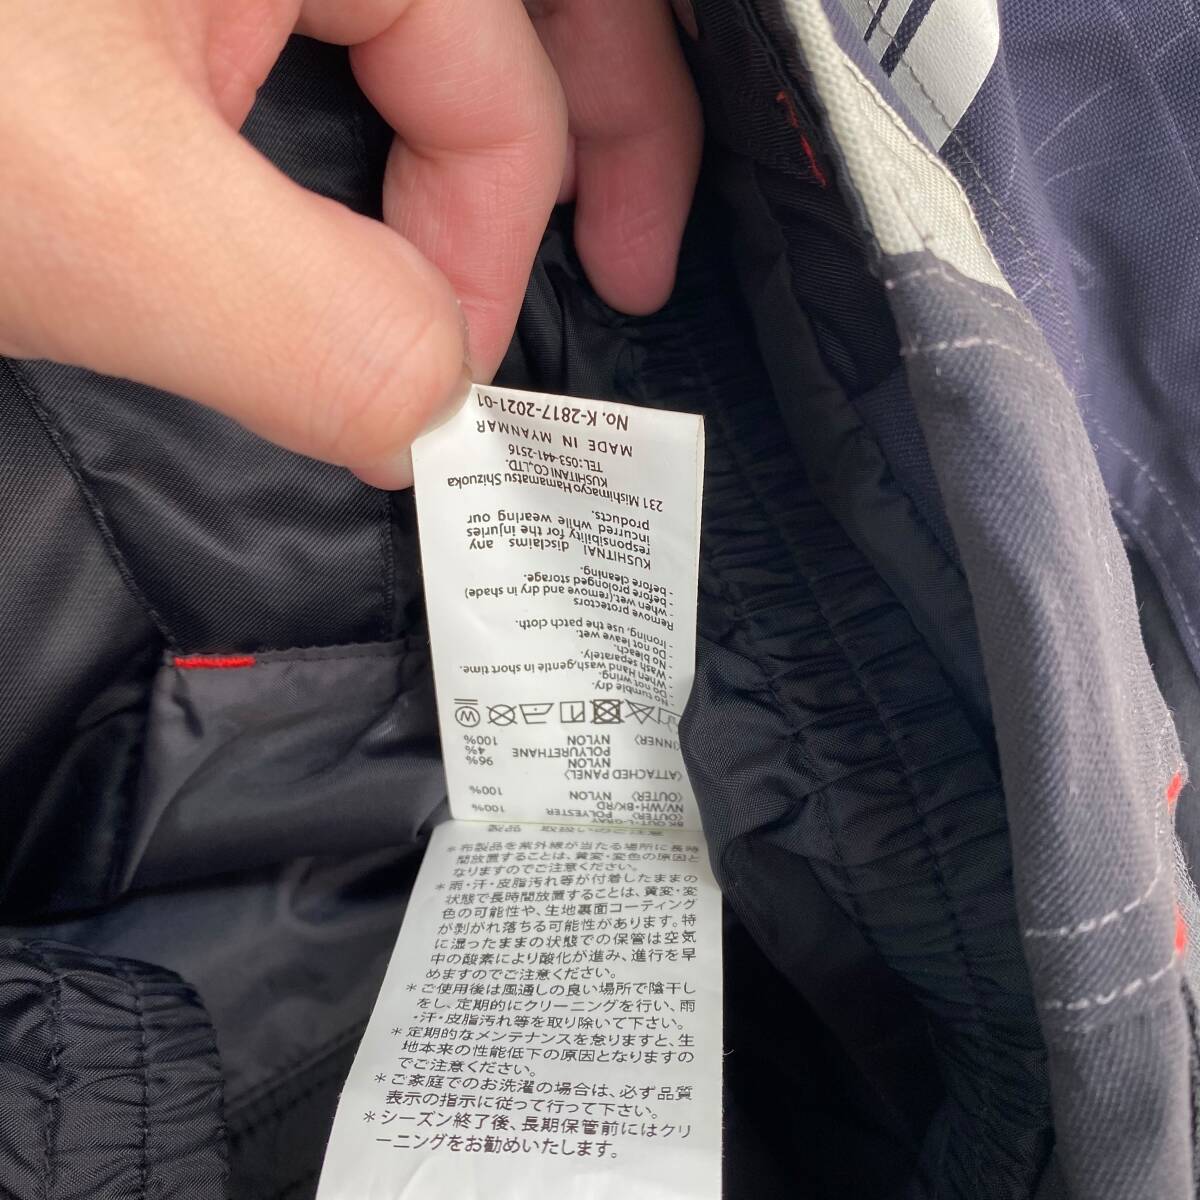 BK OUT・L-GRAY
〈OUTER〉 POLYESTER 100%
NV/WH・BK/RD
〈OUTER〉 NYLON 100%
〈ATTACHED PANEL〉
NYLON 96%
POLYURETHANE 4%
〈INNER〉 NYLON 100%
W
- No tumble dry.
- Do not wring.
- When Hand wash,gentle in short time.
- Wash separately.
- No bleach.
- Do not leave wet.
- Ironing, use the patch cloth.
Remove protectors
- when wet.(remove and dry in shade)
- before prolonged storage.
- before cleaning.
KUSHITNAI disclaims any
responsibility for the injuries
incurred while wearing our
products.
231 Mishimacyo Hamamatsu Shizuoka
KUSHITANI CO.,LTD.
TEL:053-441-2516
MADE IN MYANMAR
No. K-2817-2021-01
＊布製品を紫外線が当たる場所に長時
間放置することは、黄変・変色の原因と
なりますのでご注意ください。
＊雨・汗・皮脂汚れ等が付着したままの
状態で長時間放置することは、黄変・変
色の可能性や、生地裏面コーティング
が剥がれ落ちる可能性があります。特
に湿ったままの状態での保管は空気
中の酸素により酸化が進み、進行を早
めますのでご注意ください。
＊ご使用後は風通しの良い場所で陰干し
をし、定期的にクリーニングを行い、雨
・汗・皮脂汚れ等を取り除いて下さい。
＊定期的なメンテナンスを怠りますと、生
地本来の性能低下の原因となりますの
でご注意ください。
＊ご家庭でのお洗濯の場合は、必ず品質
表示の指示に従って行って下さい。
＊シーズン終了後、長期保管前にはクリ
ーニングをお勧めいたします。